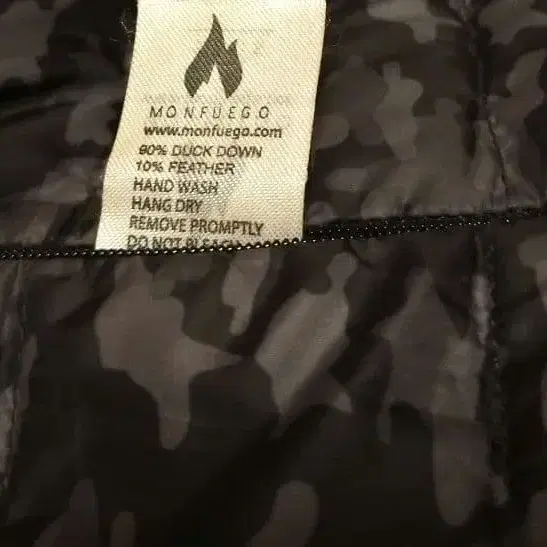 MONFUEGO
www.monfuego.com
90% DUCK DOWN
10% FEATHER
HAND WASH
HANG DRY
REMOVE PROMPTLY
DO NOT BLEACH